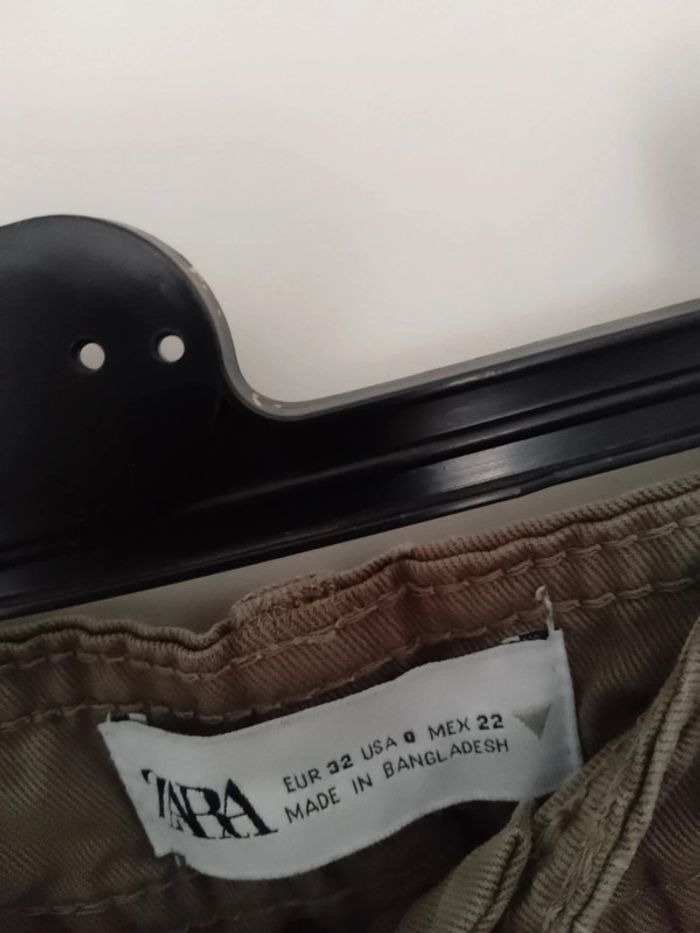 ZARA
EUR 32 USA 0 MEX 22
MADE IN BANGLADESH